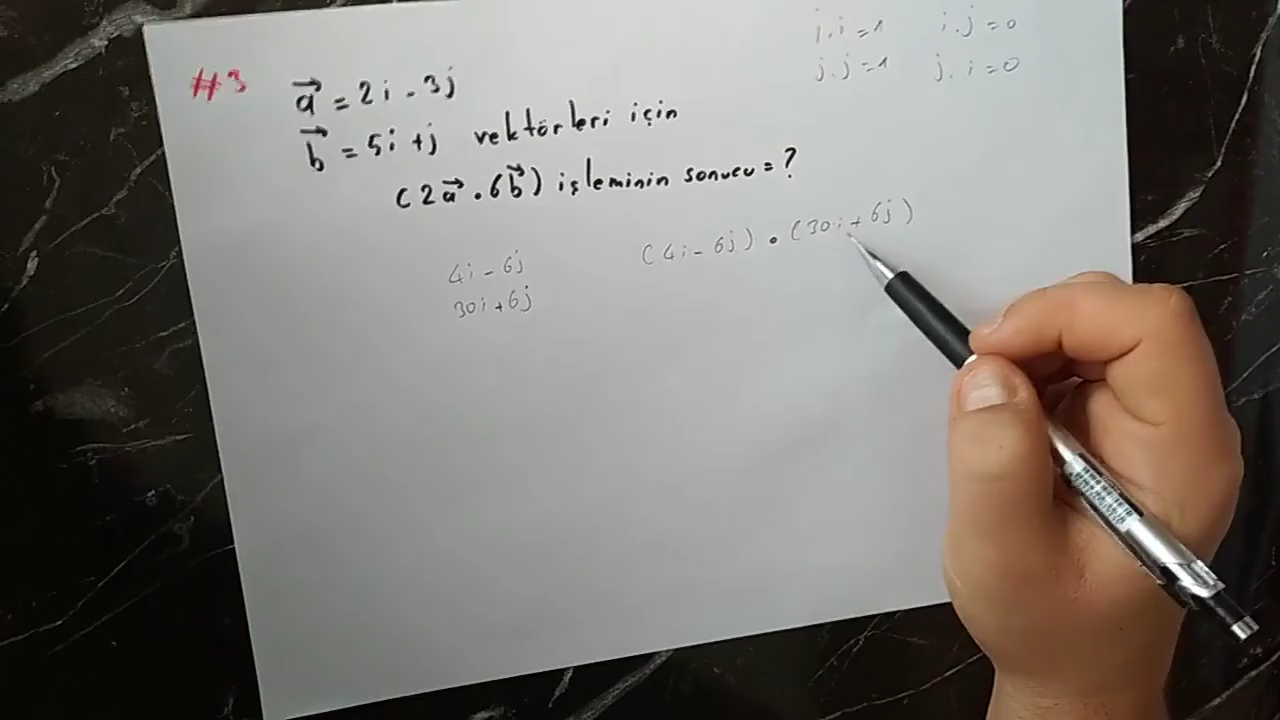 i.i=1 i.j=0
j.j=1 j.i=0
#3
a=2i-3j
b=5i+j vektörleri için
(2a.6b) işleminin sonucu=?
4i-6j
30i+6j
(4i-6j).(30i+6j)